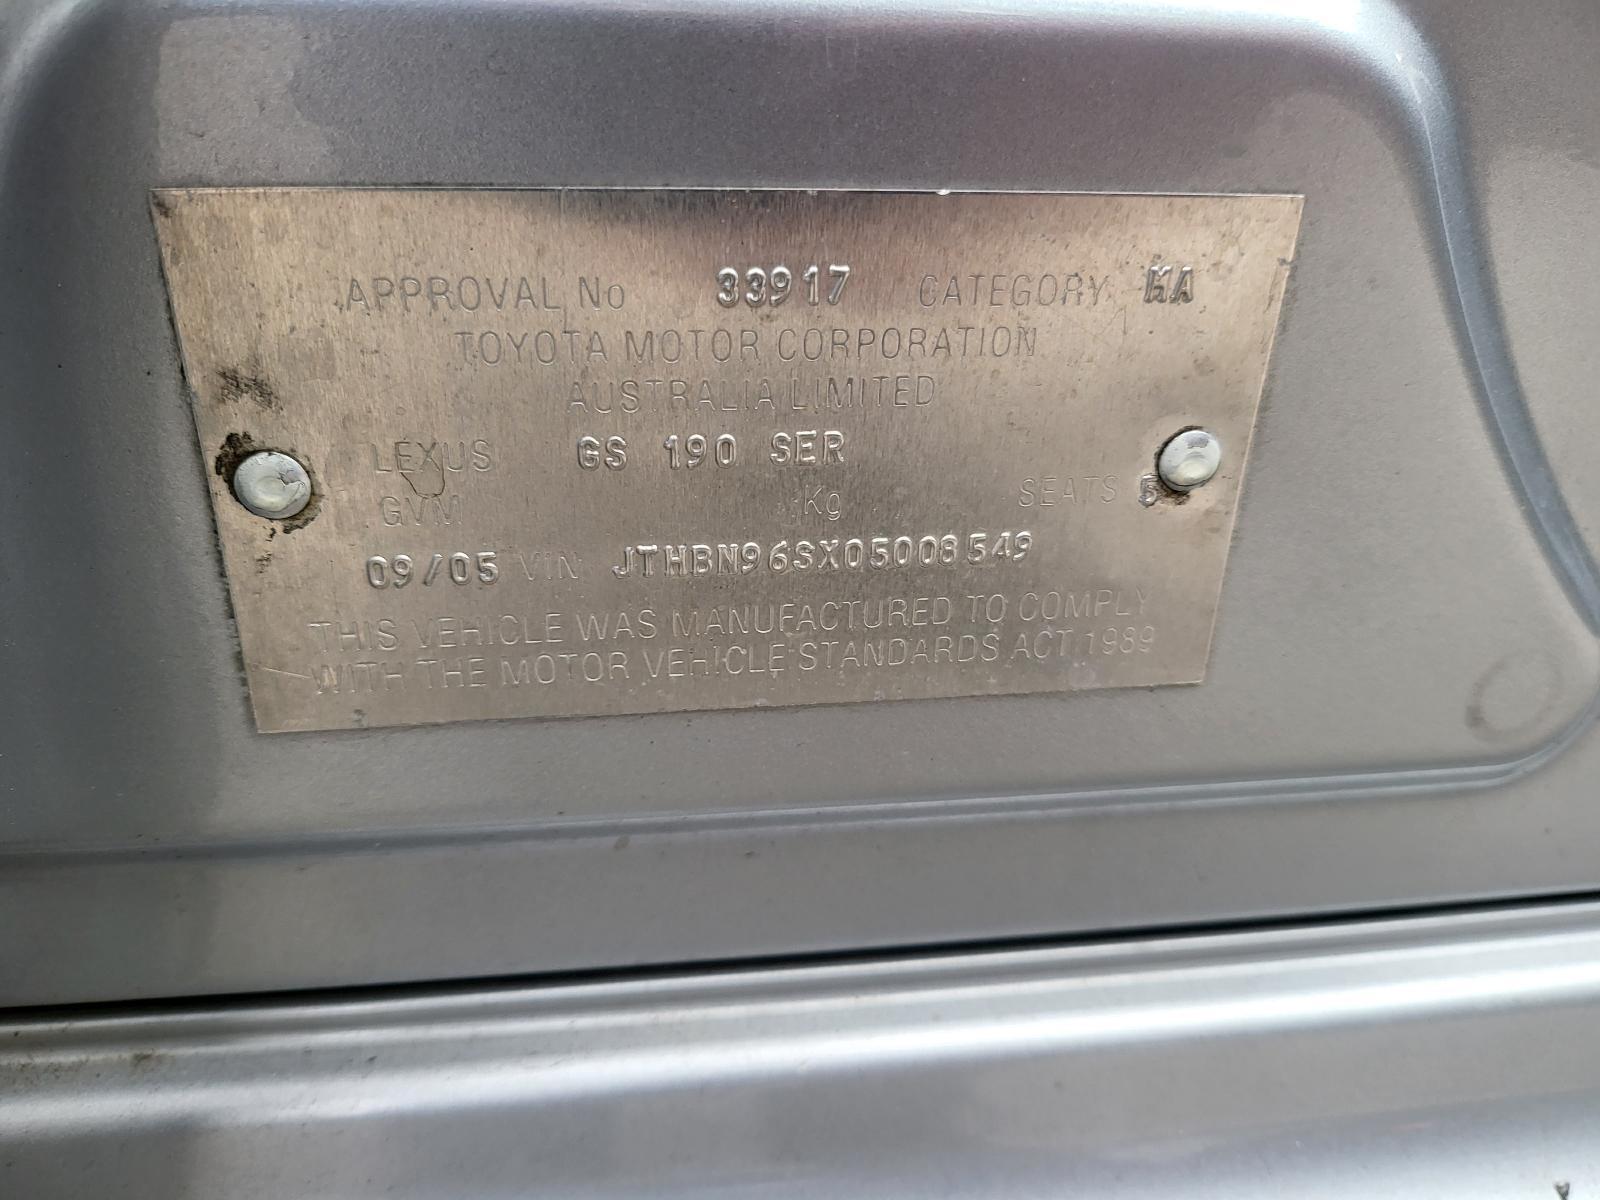 APPROVAL No 33917 CATEGORY MA
TOYOTA MOTOR CORPORATION
AUSTRALIA LIMITED
LEXUS GS 190 SER
GVM Kg SEATS 5
09/05 VIN JTHBN96SX05008549
THIS VEHICLE WAS MANUFACTURED TO COMPLY
WITH THE MOTOR VEHICLE STANDARDS ACT 1989